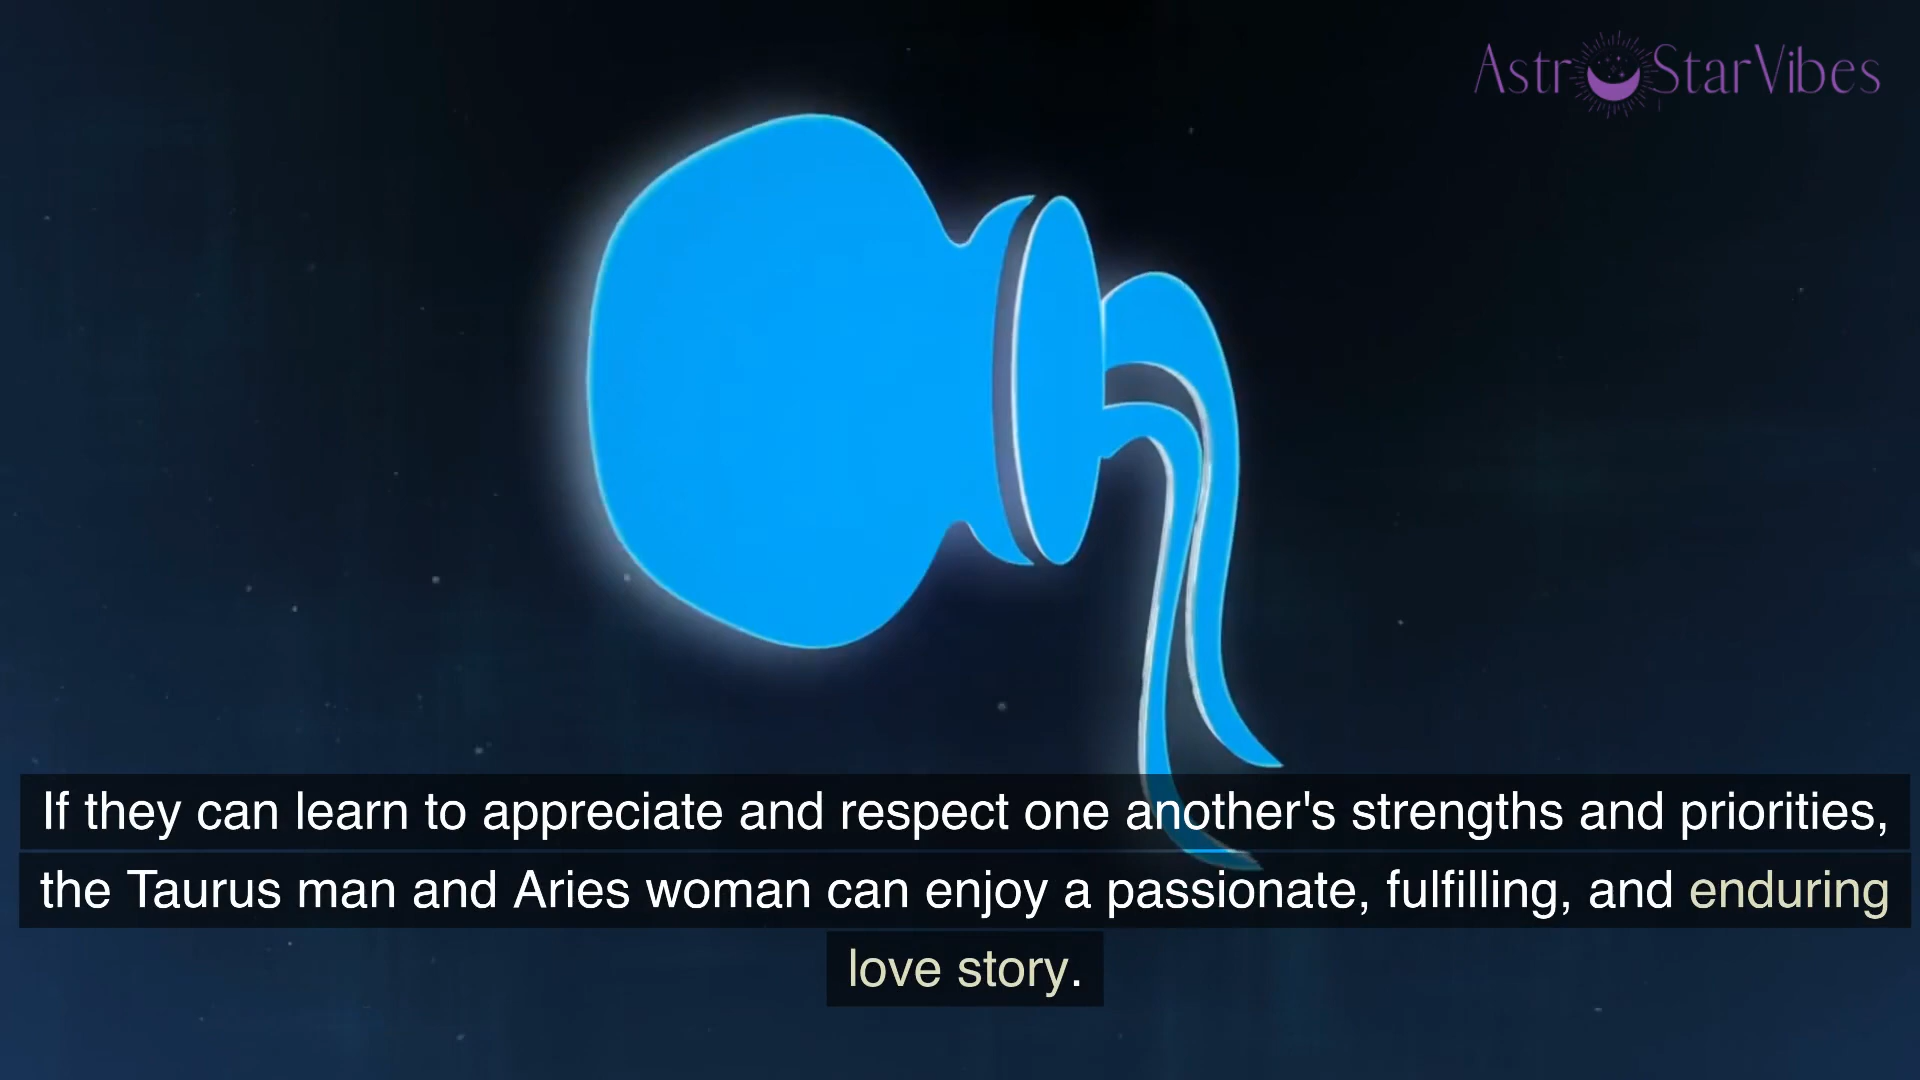 AstroStarVibes
If they can learn to appreciate and respect one another's strengths and priorities,
the Taurus man and Aries woman can enjoy a passionate, fulfilling, and enduring
love story.